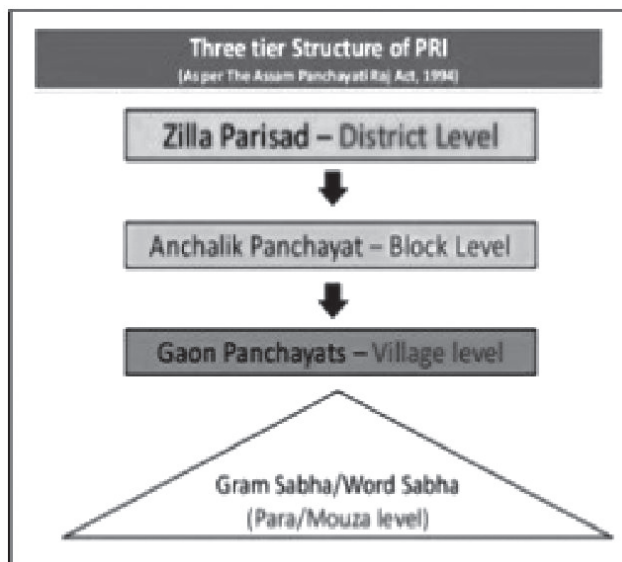 Three tier Structure of PRI
(As per The Assam Panchayati Raj Act, 1994)
Zilla Parisad – District Level
Anchalik Panchayat – Block Level
Gaon Panchayats – Village level
Gram Sabha/Word Sabha
(Para/Mouza level)